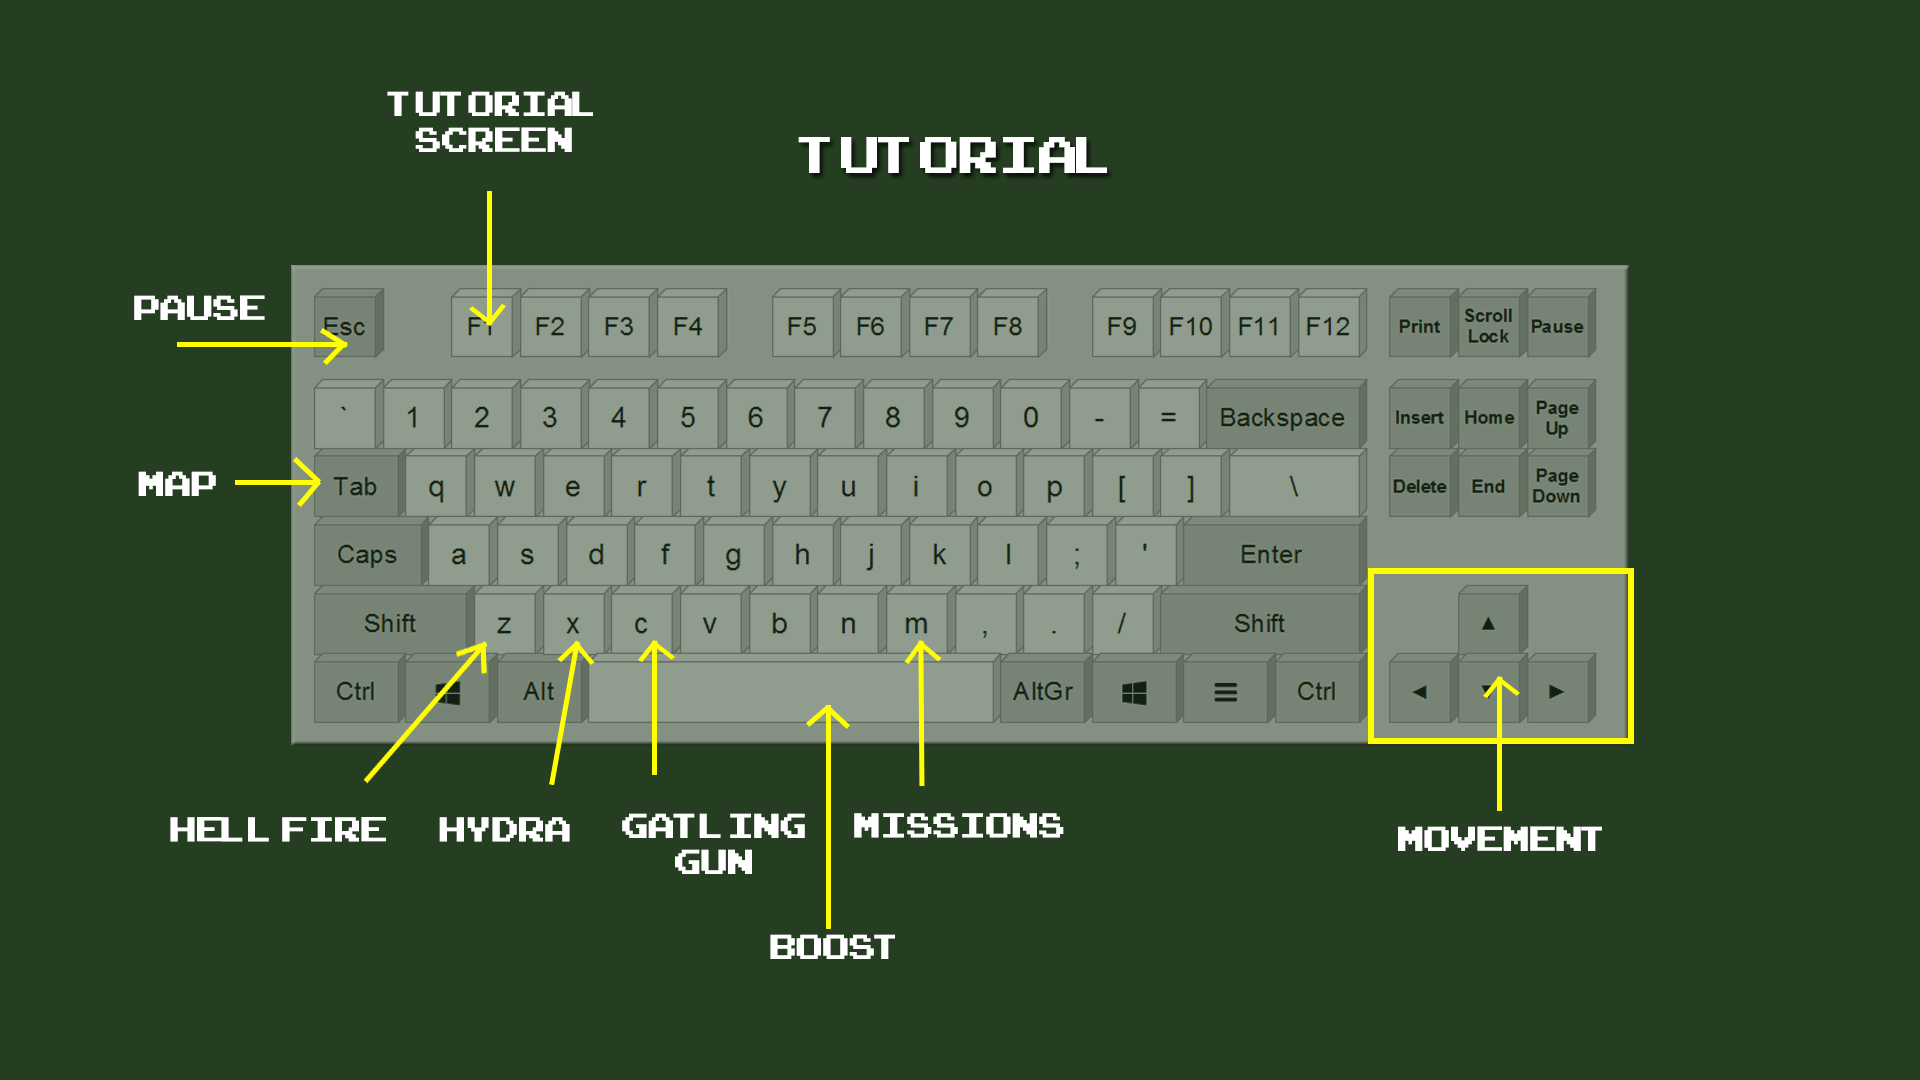 TUTORIAL
SCREEN
TUTORIAL
PAUSE
Esc F1 F2 F3 F4 F5 F6 F7 F8 F9 F10 F11 F12 Print Scroll Lock Pause
` 1 2 3 4 5 6 7 8 9 0 - = Backspace Insert Home Page Up
MAP
Tab q w e r t y u i o p [ ] \ Delete End Page Down
Caps a s d f g h j k l ; ' Enter
Shift z x c v b n m , . / Shift ▲
Ctrl Alt AltGr Ctrl ◄ ▼ ►
HELLFIRE
HYDRA
GATLING
GUN
MISSIONS
MOVEMENT
BOOST